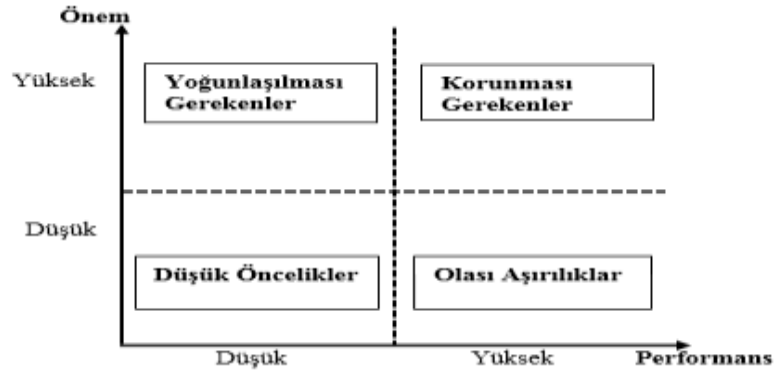 Önem
Yüksek
Yoğunlaşılması
Gerekenler
Korunması
Gerekenler
Düşük
Düşük Öncelikler
Olası Aşırılıklar
Düşük
Yüksek
Performans